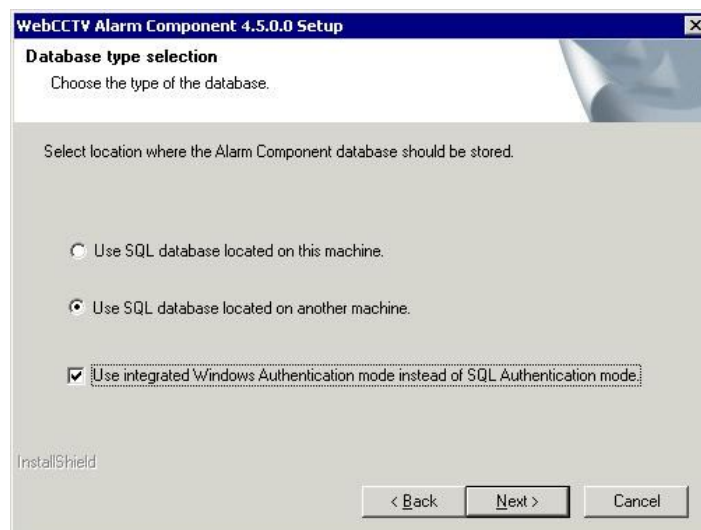 WebCCTV Alarm Component 4.5.0.0 Setup
Database type selection
Choose the type of the database.
Select location where the Alarm Component database should be stored.
Use SQL database located on this machine.
Use SQL database located on another machine.
Use integrated Windows Authentication mode instead of SQL Authentication mode.
InstallShield
< Back Next > Cancel